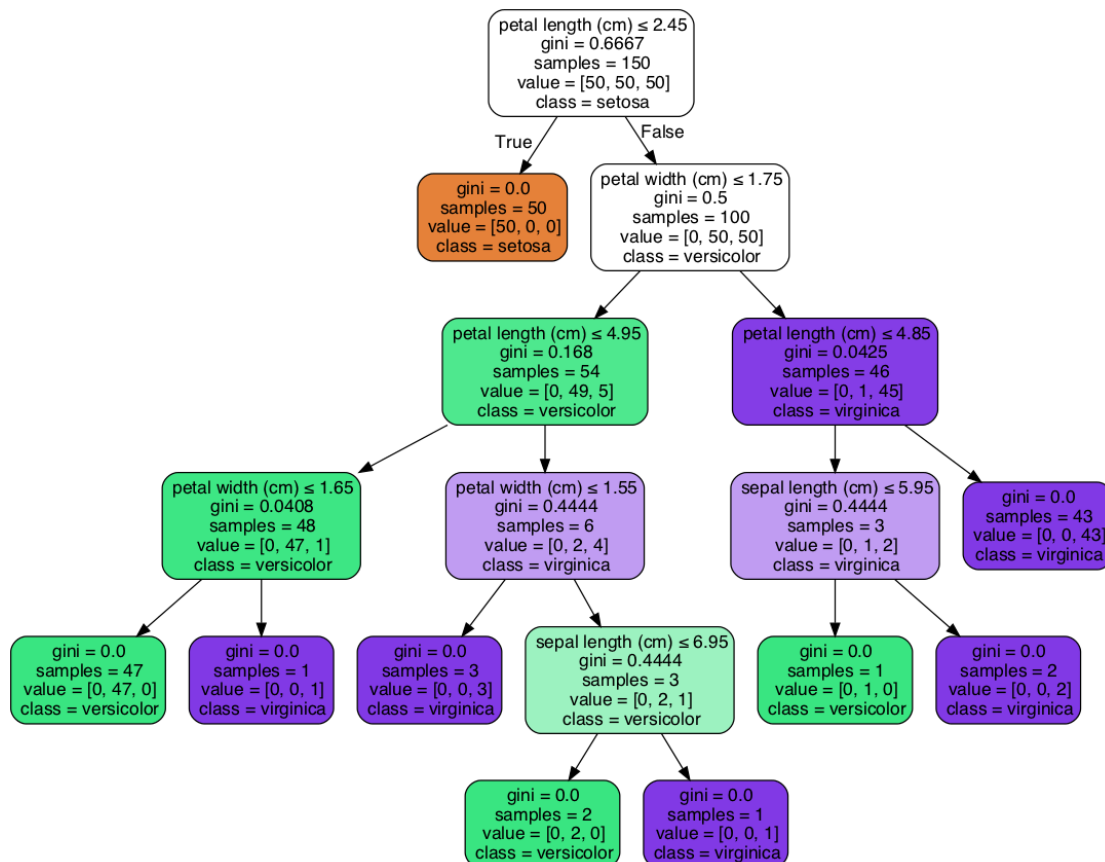 petal length (cm) ≤ 2.45
gini = 0.6667
samples = 150
value = [50, 50, 50]
class = setosa
True
False
gini = 0.0
samples = 50
value = [50, 0, 0]
class = setosa
petal width (cm) ≤ 1.75
gini = 0.5
samples = 100
value = [0, 50, 50]
class = versicolor
petal length (cm) ≤ 4.95
gini = 0.168
samples = 54
value = [0, 49, 5]
class = versicolor
petal length (cm) ≤ 4.85
gini = 0.0425
samples = 46
value = [0, 1, 45]
class = virginica
petal width (cm) ≤ 1.65
gini = 0.0408
samples = 48
value = [0, 47, 1]
class = versicolor
petal width (cm) ≤ 1.55
gini = 0.4444
samples = 6
value = [0, 2, 4]
class = virginica
sepal length (cm) ≤ 5.95
gini = 0.4444
samples = 3
value = [0, 1, 2]
class = virginica
gini = 0.0
samples = 43
value = [0, 0, 43]
class = virginica
gini = 0.0
samples = 47
value = [0, 47, 0]
class = versicolor
gini = 0.0
samples = 1
value = [0, 0, 1]
class = virginica
gini = 0.0
samples = 3
value = [0, 0, 3]
class = virginica
sepal length (cm) ≤ 6.95
gini = 0.4444
samples = 3
value = [0, 2, 1]
class = versicolor
gini = 0.0
samples = 1
value = [0, 1, 0]
class = versicolor
gini = 0.0
samples = 2
value = [0, 0, 2]
class = virginica
gini = 0.0
samples = 2
value = [0, 2, 0]
class = versicolor
gini = 0.0
samples = 1
value = [0, 0, 1]
class = virginica